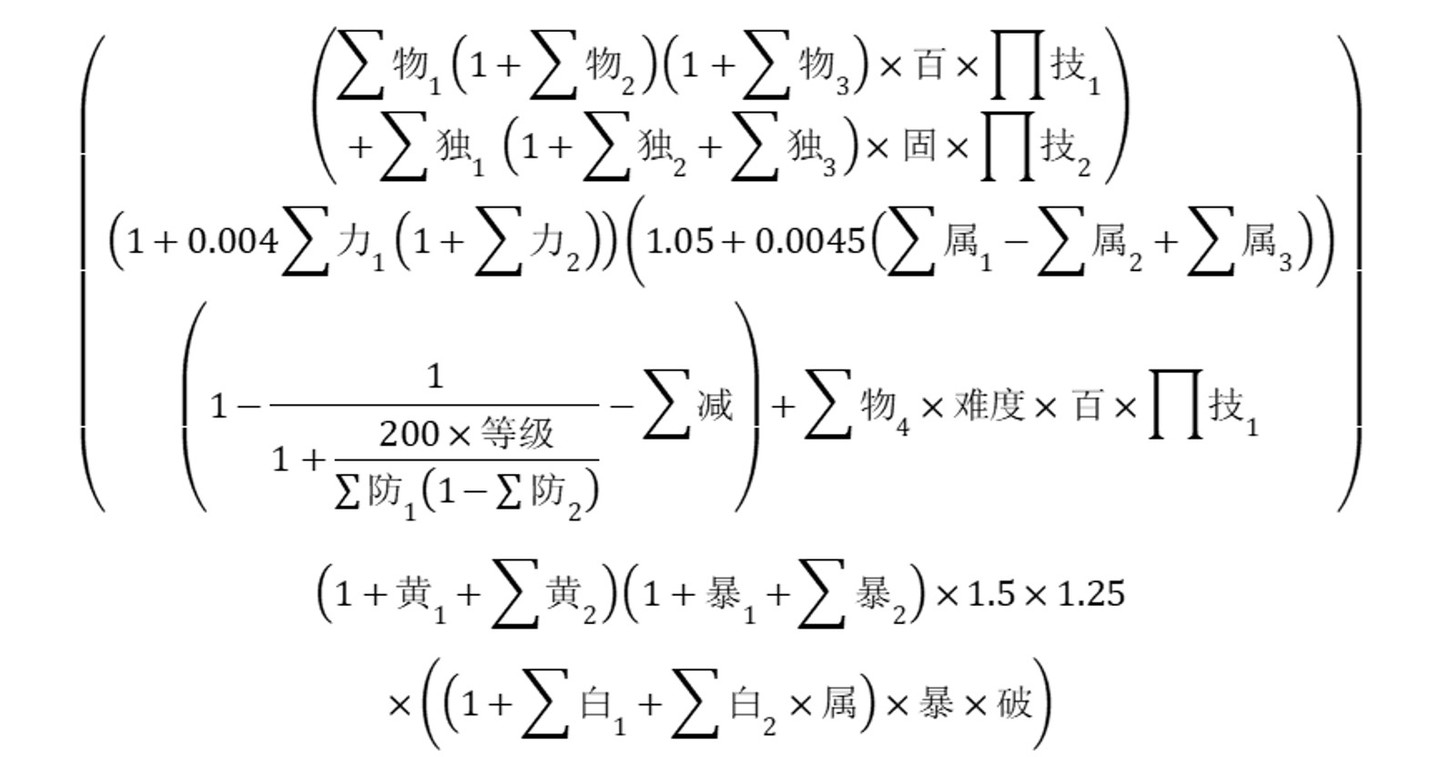 (∑物₁(1+∑物₂)(1+∑物₃)×百×∏技₁
+∑独₁(1+∑独₂+∑独₃)×固×∏技₂)
(1+0.004∑力₁(1+∑力₂))(1.05+0.0045(∑属₁−∑属₂+∑属₃))
(1−1/(1+(200×等级)/(∑防₁(1−∑防₂)))−∑减)+∑物₄×难度×百×∏技₁
(1+黄₁+∑黄₂)(1+暴₁+∑暴₂)×1.5×1.25
×((1+∑白₁+∑白₂×属)×暴×破)